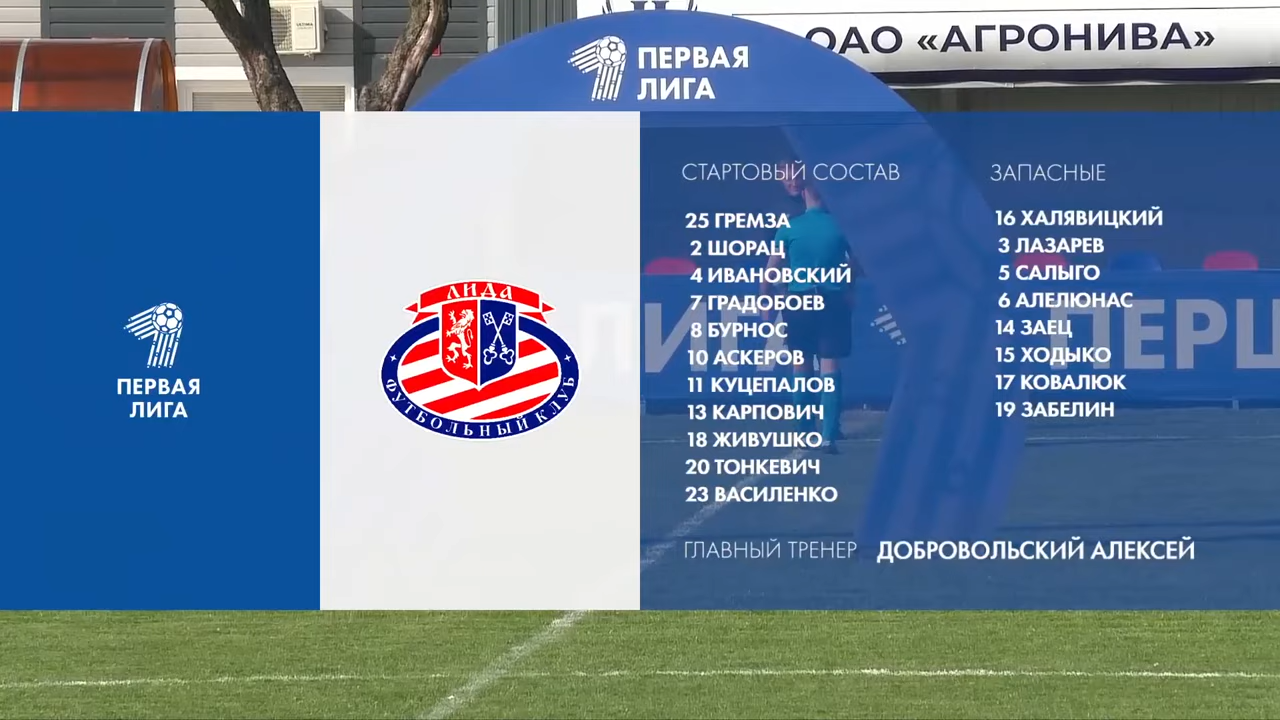 ОАО «АГРОНИВА»
ПЕРВАЯ
ЛИГА
СТАРТОВЫЙ СОСТАВ
25 ГРЕМЗА
2 ШОРАЦ
4 ИВАНОВСКИЙ
7 ГРАДОБОЕВ
8 БУРНОС
10 АСКЕРОВ
11 КУЦЕПАЛОВ
13 КАРПОВИЧ
18 ЖИВУШКО
20 ТОНКЕВИЧ
23 ВАСИЛЕНКО
ЗАПАСНЫЕ
16 ХАЛЯВИЦКИЙ
3 ЛАЗАРЕВ
5 САЛЫГО
6 АЛЕЛЮНАС
14 ЗАЕЦ
15 ХОДЫКО
17 КОВАЛЮК
19 ЗАБЕЛИН
ГЛАВНЫЙ ТРЕНЕР ДОБРОВОЛЬСКИЙ АЛЕКСЕЙ
ПЕРВАЯ
ЛИГА
ЛИДА
ФУТБОЛЬНЫЙ КЛУБ
ЛИГА